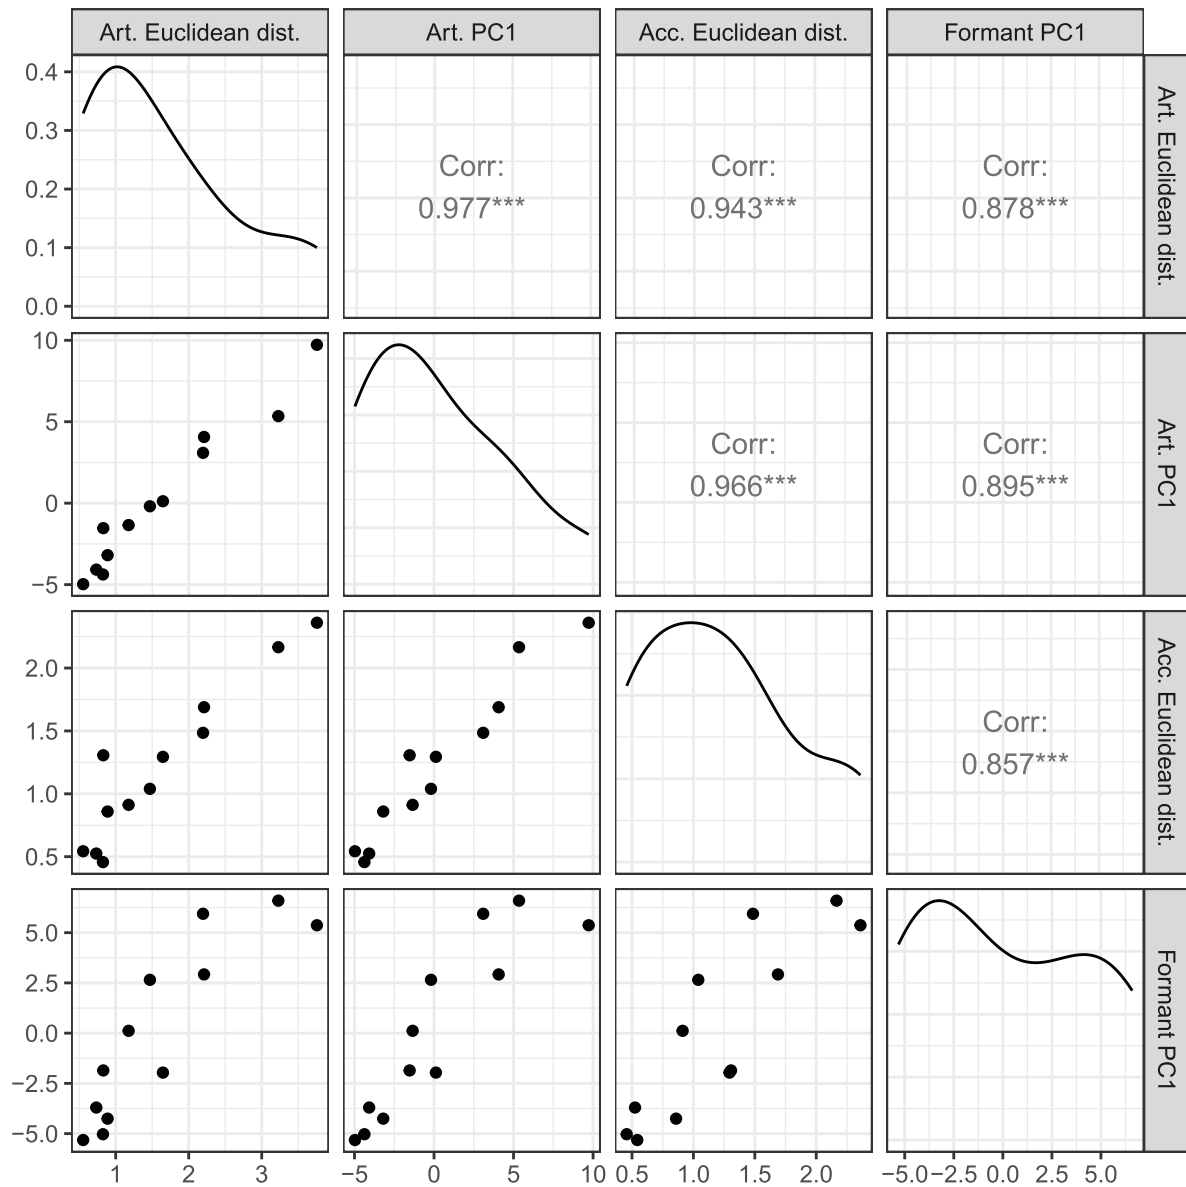 Art. Euclidean dist.
Art. PC1
Acc. Euclidean dist.
Formant PC1
0.4
0.3
0.2
0.1
0.0
Corr:
0.977***
Corr:
0.943***
Corr:
0.878***
Art. Euclidean dist.
10
5
0
−5
Corr:
0.966***
Corr:
0.895***
Art. PC1
2.0
1.5
1.0
0.5
Corr:
0.857***
Acc. Euclidean dist.
5.0
2.5
0.0
−2.5
−5.0
Formant PC1
1 2 3
−5 0 5 10
0.5 1.0 1.5 2.0
−5.0 −2.5 0.0 2.5 5.0